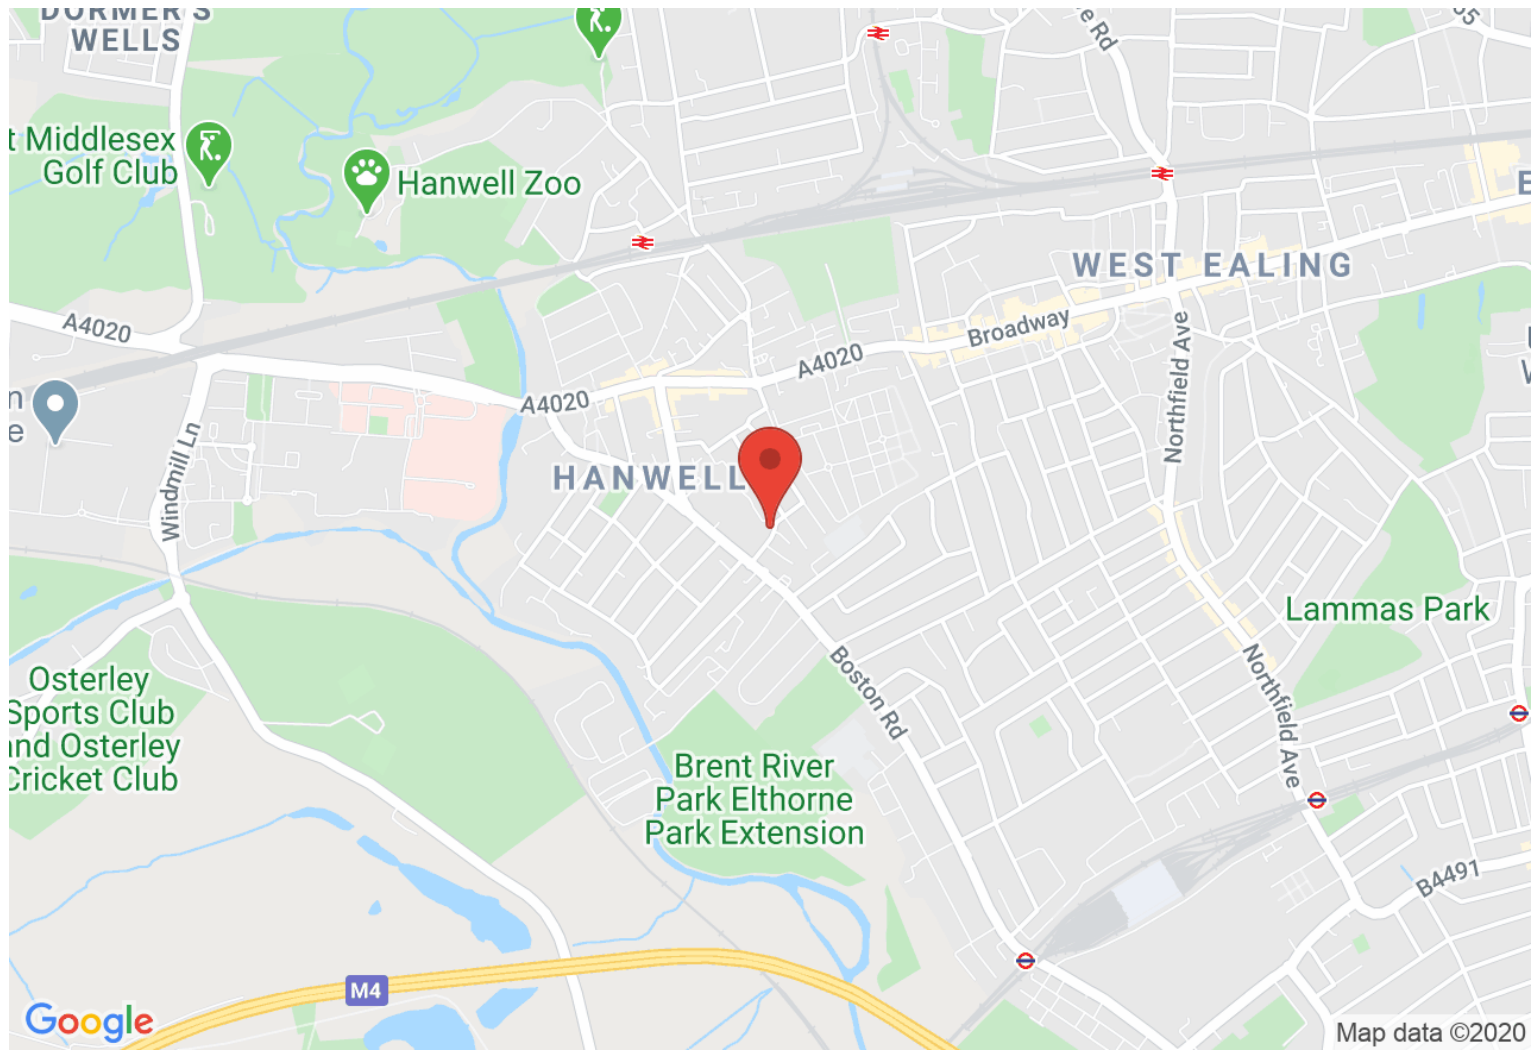 DORMER'S
WELLS
t Middlesex
Golf Club
Hanwell Zoo
WEST EALING
A4020
Broadway
A4020
A4020
Northfield Ave
Windmill Ln
HANWELL
Lammas Park
Osterley
Sports Club
and Osterley
Cricket Club
Boston Rd
Northfield Ave
Brent River
Park Elthorne
Park Extension
B4491
M4
Google
Map data ©2020